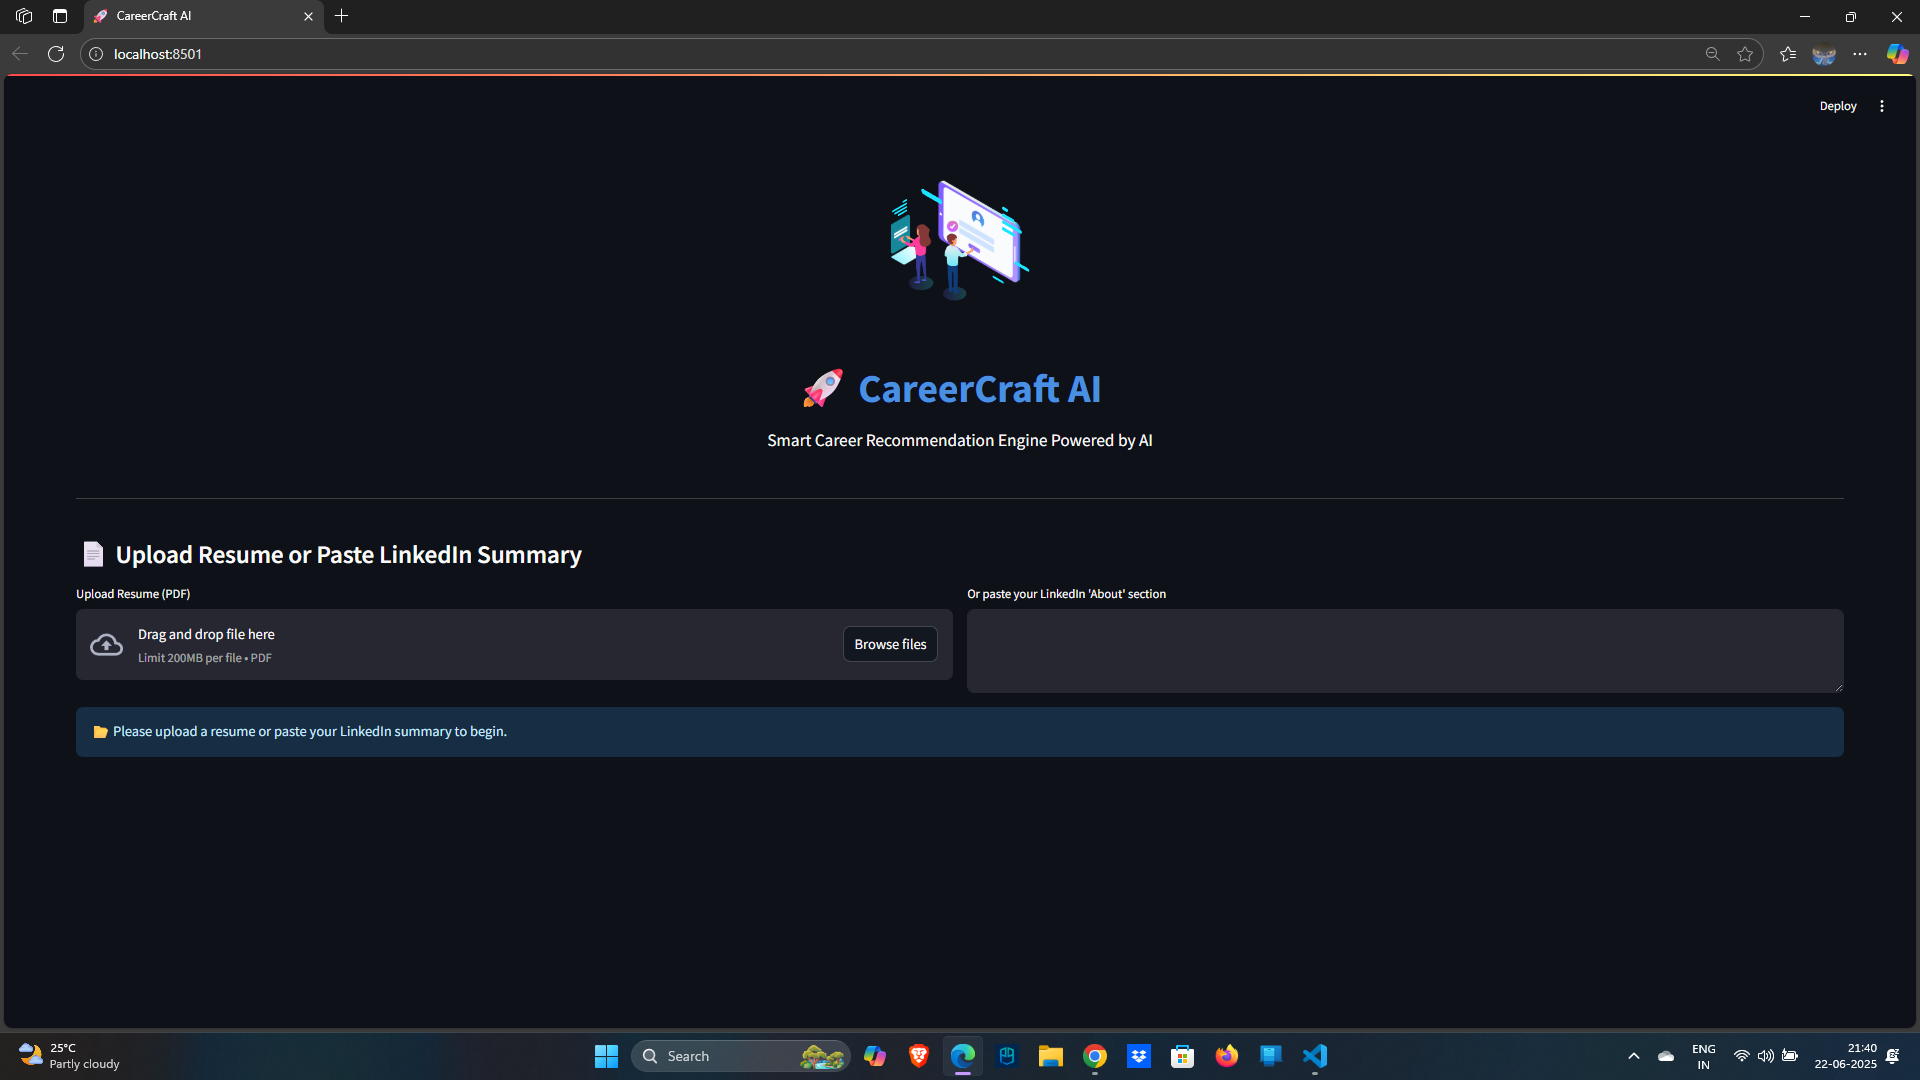 CareerCraft AI
localhost:8501
Deploy
CareerCraft AI
Smart Career Recommendation Engine Powered by AI
Upload Resume or Paste LinkedIn Summary
Upload Resume (PDF)
Drag and drop file here
Limit 200MB per file • PDF
Browse files
Or paste your LinkedIn 'About' section
Please upload a resume or paste your LinkedIn summary to begin.
25°C
Partly cloudy
Search
ENG
IN
21:40
22-06-2025